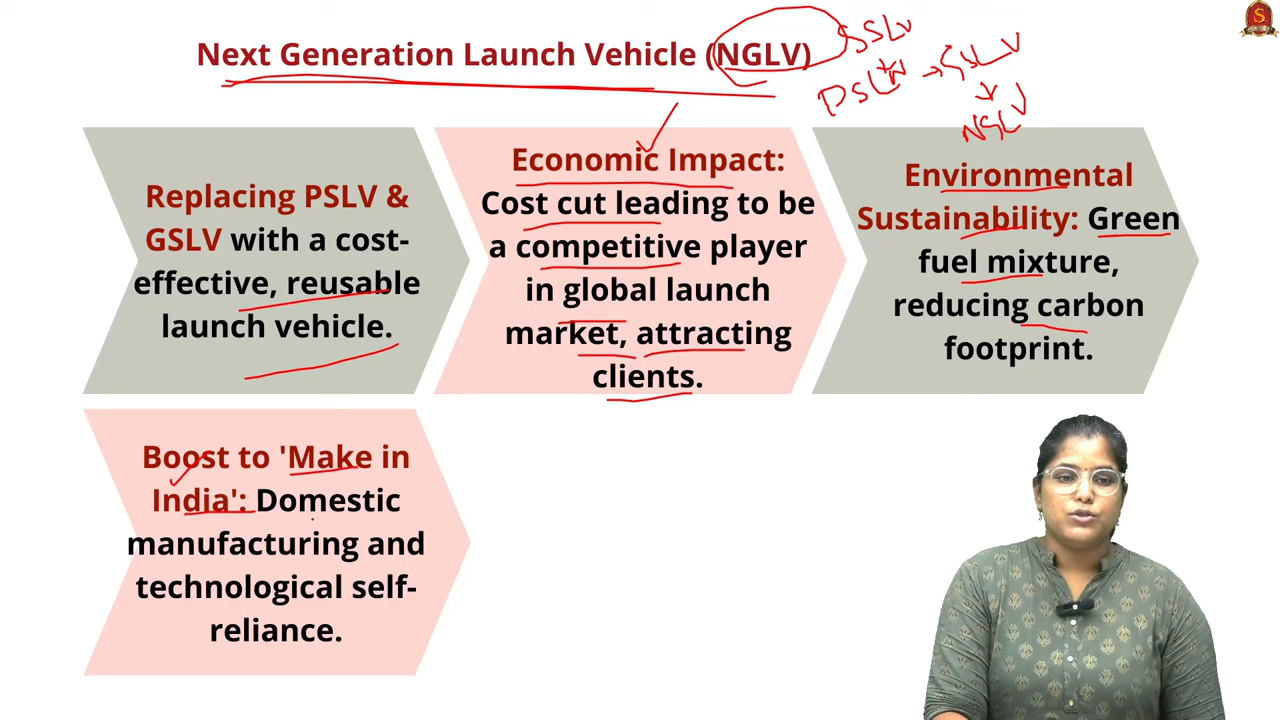 Next Generation Launch Vehicle (NGLV)
SSLV
PSLV → GSLV
NGLV
Replacing PSLV &
GSLV with a cost-
effective, reusable
launch vehicle.
Economic Impact:
Cost cut leading to be
a competitive player
in global launch
market, attracting
clients.
Environmental
Sustainability: Green
fuel mixture,
reducing carbon
footprint.
Boost to 'Make in
India': Domestic
manufacturing and
technological self-
reliance.